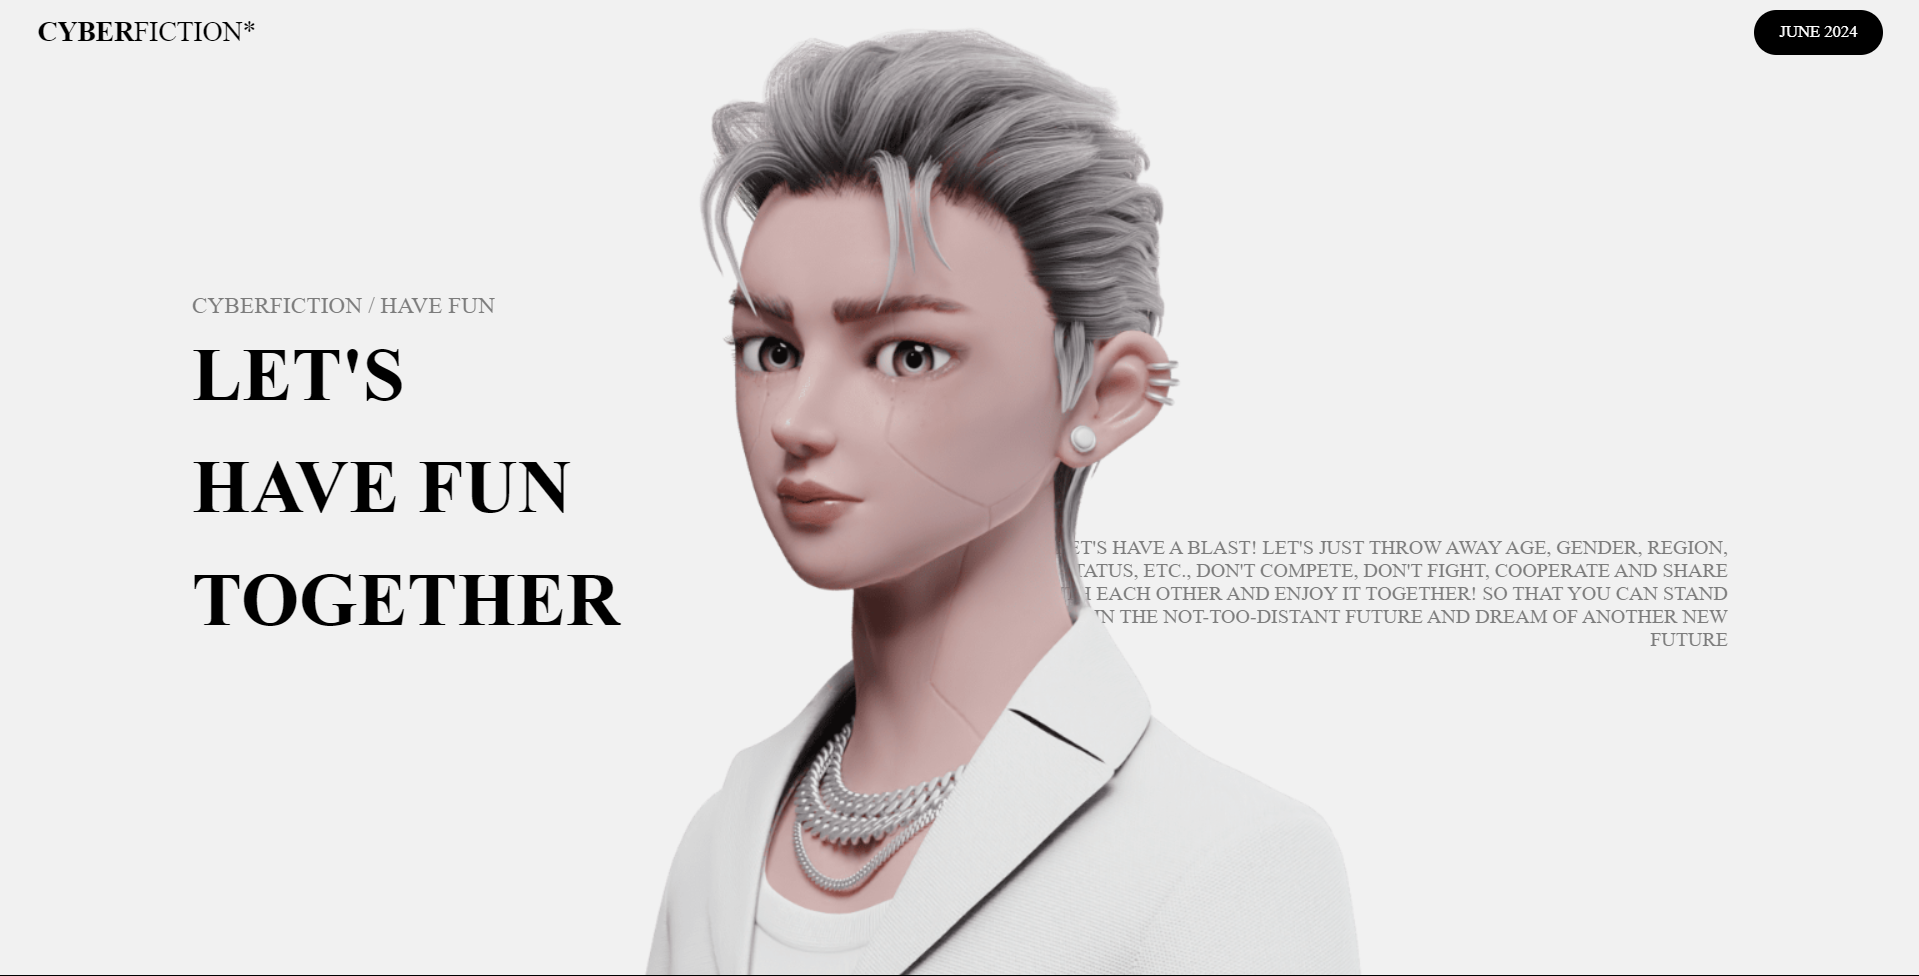 CYBERFICTION*
JUNE 2024
CYBERFICTION / HAVE FUN
LET'S
HAVE FUN
TOGETHER
HAVE A BLAST! LET'S JUST THROW AWAY AGE, GENDER, REGION,
ETC., DON'T COMPETE, DON'T FIGHT, COOPERATE AND SHARE
EACH OTHER AND ENJOY IT TOGETHER! SO THAT YOU CAN STAND
IN THE NOT-TOO-DISTANT FUTURE AND DREAM OF ANOTHER NEW
FUTURE